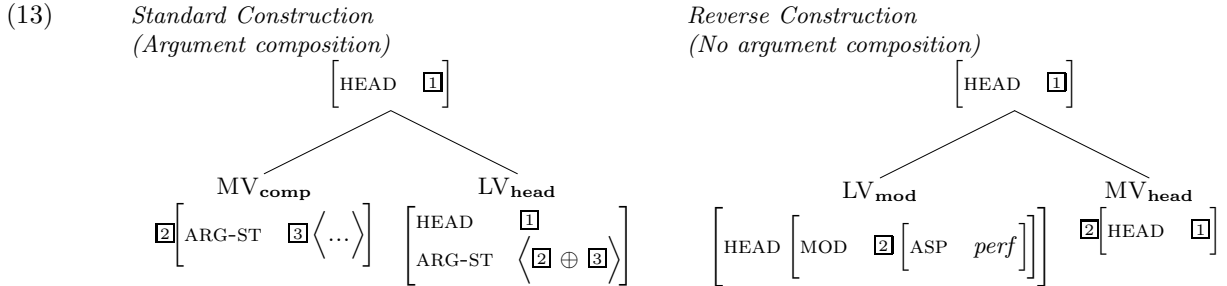 (13) Standard Construction Reverse Construction
(Argument composition) (No argument composition)
[HEAD 1] [HEAD 1]
MVcomp LVhead LVmod MVhead
2[ARG-ST 3⟨...⟩] [HEAD 1 ARG-ST ⟨2 ⊕ 3⟩] [HEAD [MOD 2[ASP perf]]] 2[HEAD 1]